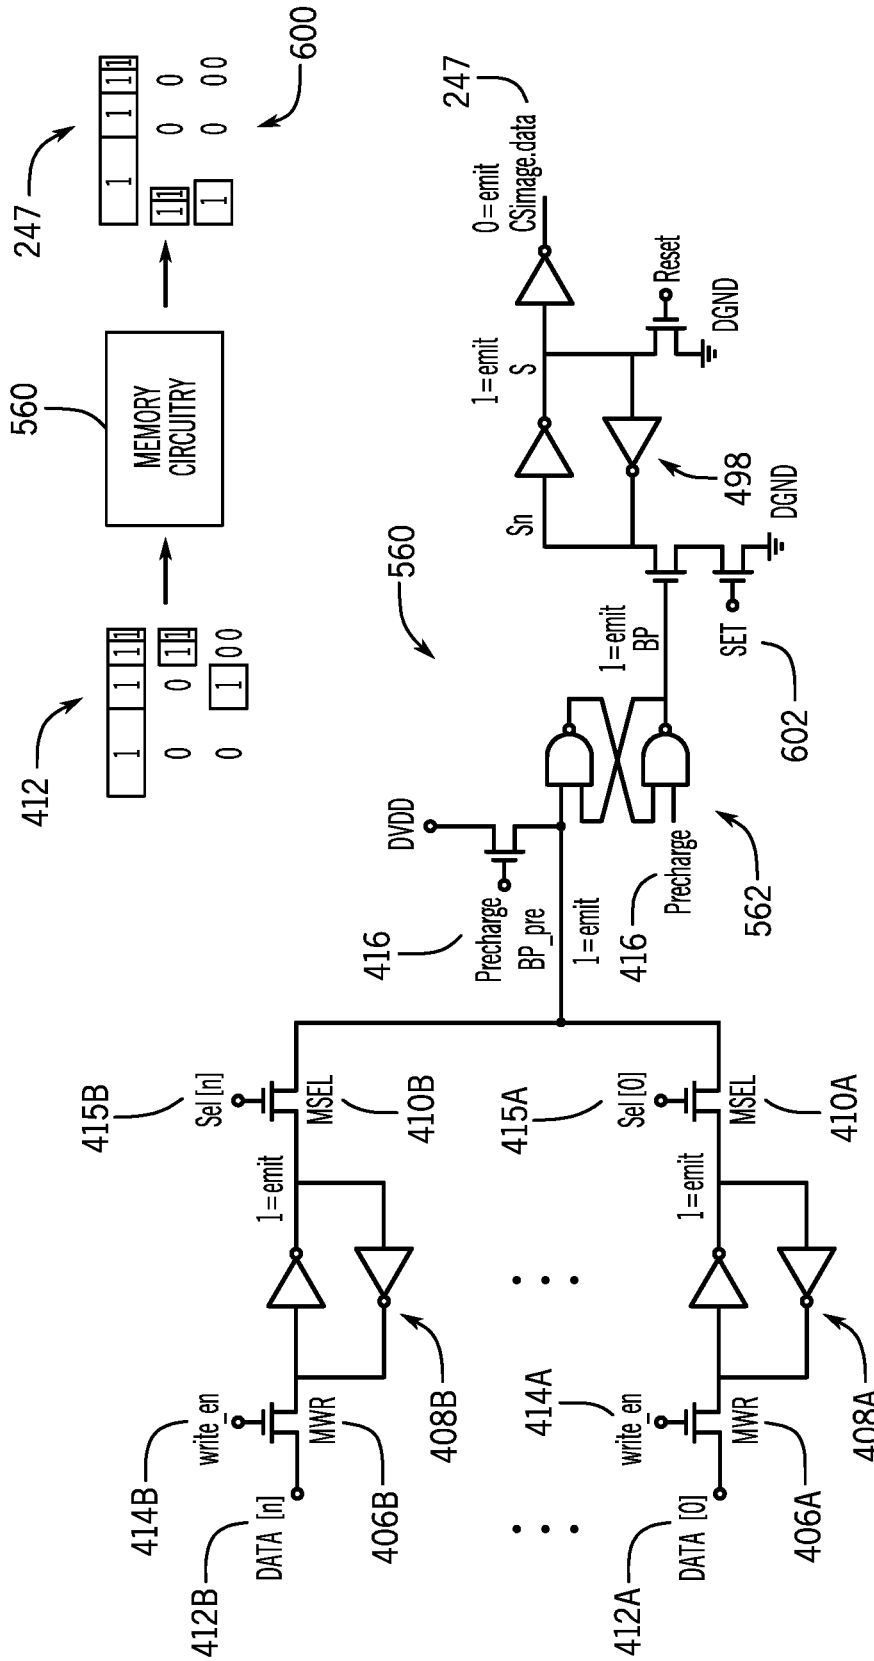 412
560
247
1 1 1 1
0 0 1 1
0 1 0 0
MEMORY
CIRCUITRY
1 1 1 1
1 1 0 0
1 0 0 0
600
414B
write_en
412B
DATA [n]
MWR
406B
408B
1=emit
415B
Sel [n]
MSEL
410B
414A
write_en
412A
DATA [0]
MWR
406A
408A
1=emit
415A
Sel [0]
MSEL
410A
DVDD
416
Precharge
BP_pre
1=emit
416
Precharge
562
560
1=emit
BP
SET
602
DGND
Sn
1=emit
S
498
Reset
DGND
0=emit
CSimage.data
247